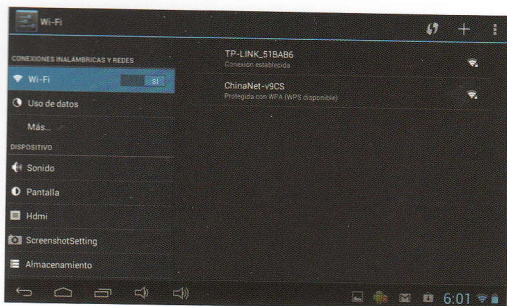 Wi-Fi
CONEXIONES INALÁMBRICAS Y REDES
Wi-Fi
SÍ
Uso de datos
Más...
DISPOSITIVO
Sonido
Pantalla
Hdmi
ScreenshotSetting
Almacenamiento
TP-LINK_51BAB6
Conexión establecida
ChinaNet-v9CS
Protegida con WPA (WPS disponible)
6:01